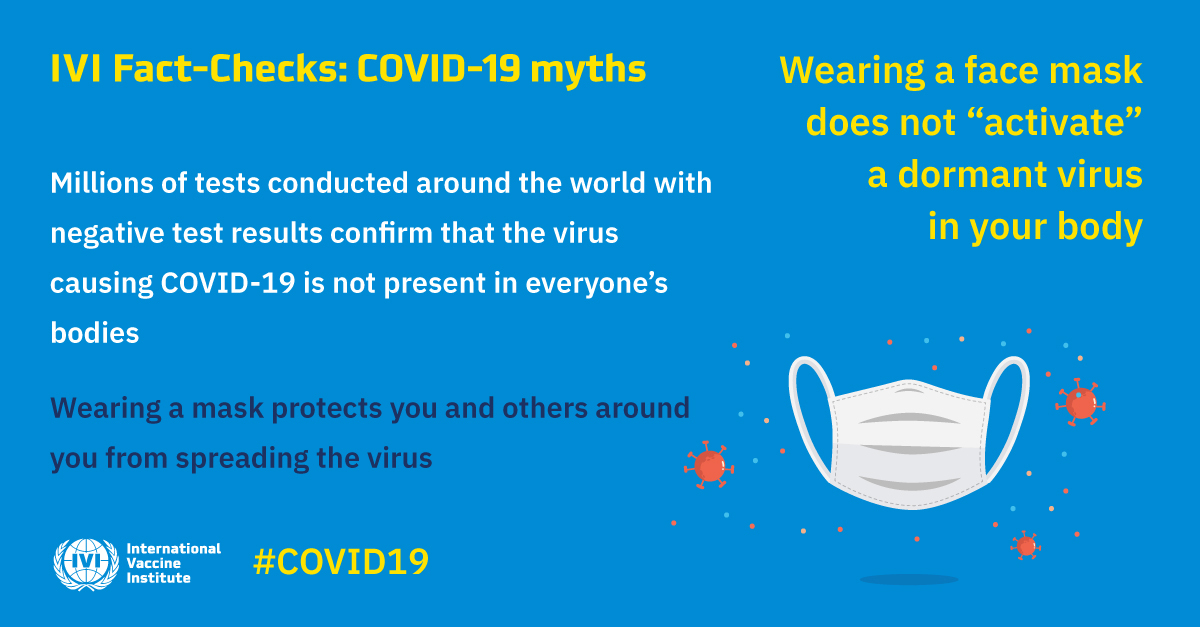 IVI Fact-Checks: COVID-19 myths
Wearing a face mask
does not “activate”
a dormant virus
in your body
Millions of tests conducted around the world with
negative test results confirm that the virus
causing COVID-19 is not present in everyone’s
bodies
Wearing a mask protects you and others around
you from spreading the virus
IVI
International
Vaccine
Institute
#COVID19